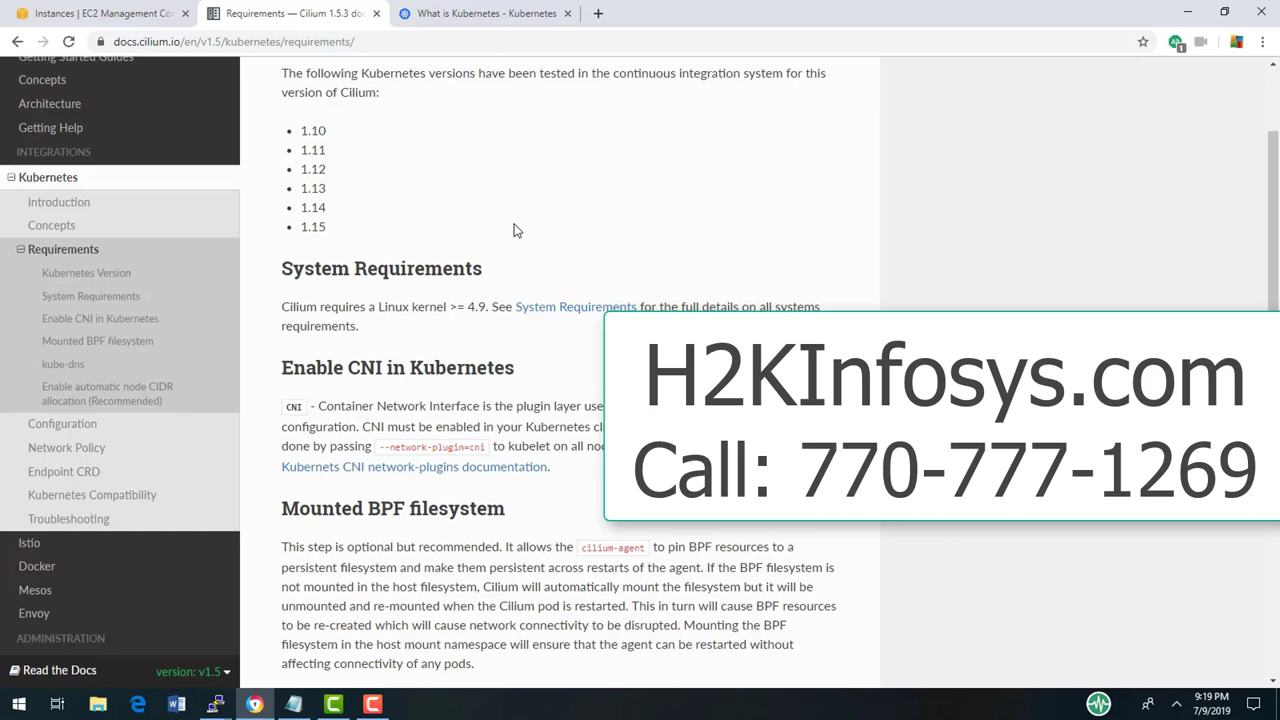 Instances | EC2 Management Con
Requirements — Cilium 1.5.3 doc
What is Kubernetes - Kubernetes
docs.cilium.io/en/v1.5/kubernetes/requirements/
Getting Started Guides
Concepts
Architecture
Getting Help
INTEGRATIONS
Kubernetes
Introduction
Concepts
Requirements
Kubernetes Version
System Requirements
Enable CNI in Kubernetes
Mounted BPF filesystem
kube-dns
Enable automatic node CIDR
allocation (Recommended)
Configuration
Network Policy
Endpoint CRD
Kubernetes Compatibility
Troubleshooting
Istio
Docker
Mesos
Envoy
ADMINISTRATION
Read the Docs
version: v1.5
The following Kubernetes versions have been tested in the continuous integration system for this
version of Cilium:
1.10
1.11
1.12
1.13
1.14
1.15
System Requirements
Cilium requires a Linux kernel >= 4.9. See System Requirements for the full details on all systems
requirements.
Enable CNI in Kubernetes
CNI - Container Network Interface is the plugin layer use
configuration. CNI must be enabled in your Kubernetes cl
done by passing --network-plugin=cni to kubelet on all no
Kubernets CNI network-plugins documentation.
Mounted BPF filesystem
This step is optional but recommended. It allows the cilium-agent to pin BPF resources to a
persistent filesystem and make them persistent across restarts of the agent. If the BPF filesystem is
not mounted in the host filesystem, Cilium will automatically mount the filesystem but it will be
unmounted and re-mounted when the Cilium pod is restarted. This in turn will cause BPF resources
to be re-created which will cause network connectivity to be disrupted. Mounting the BPF
filesystem in the host mount namespace will ensure that the agent can be restarted without
affecting connectivity of any pods.
H2KInfosys.com
Call: 770-777-1269
9:19 PM
7/9/2019